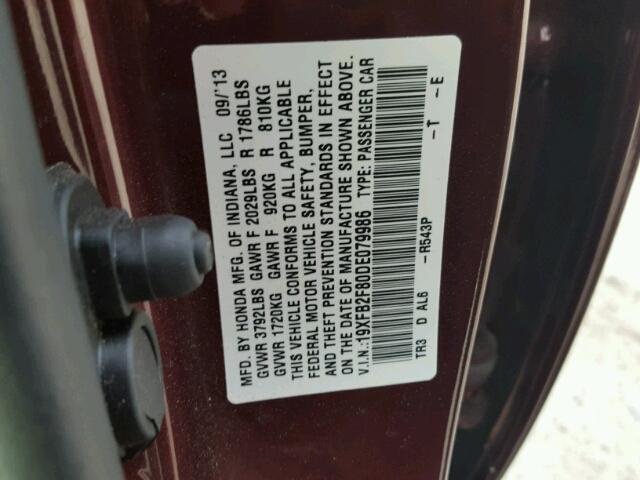 MFD. BY HONDA MFG. OF INDIANA, LLC 09/'13
GVWR 3792LBS GAWR F 2029LBS R 1786LBS
GVWR 1720KG GAWR F 920KG R 810KG
THIS VEHICLE CONFORMS TO ALL APPLICABLE
FEDERAL MOTOR VEHICLE SAFETY, BUMPER,
AND THEFT PREVENTION STANDARDS IN EFFECT
ON THE DATE OF MANUFACTURE SHOWN ABOVE.
V.I.N.:19XFB2F80DE079986 TYPE: PASSENGER CAR
-R543P -T -E
TR3 D AL6